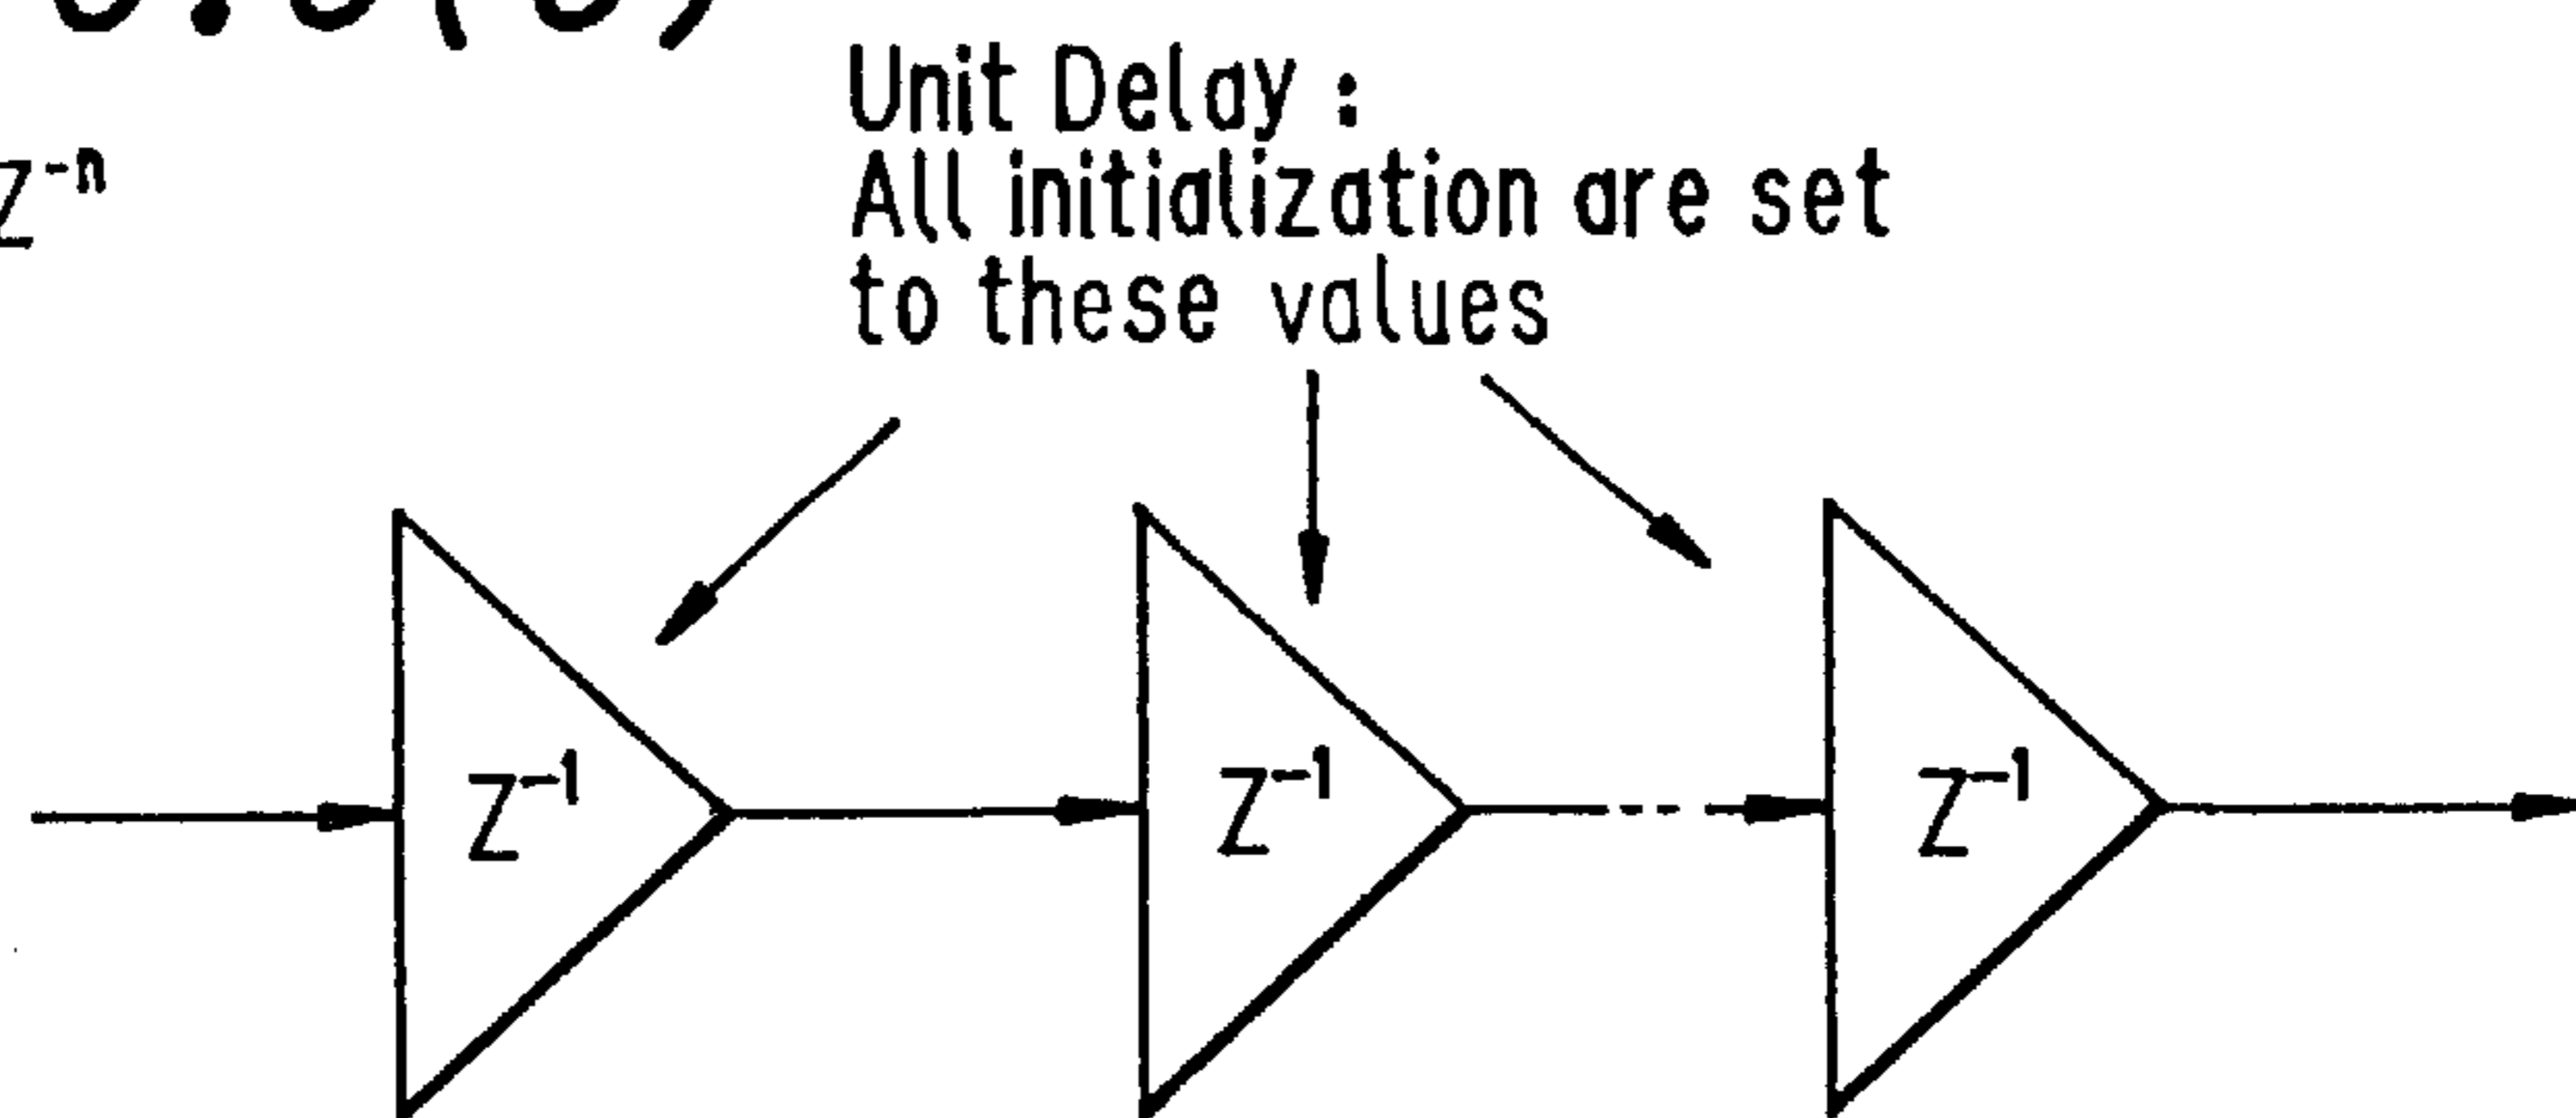 Unit Delay :
Z⁻ⁿ
All initialization are set
to these values
Z⁻¹ Z⁻¹ Z⁻¹